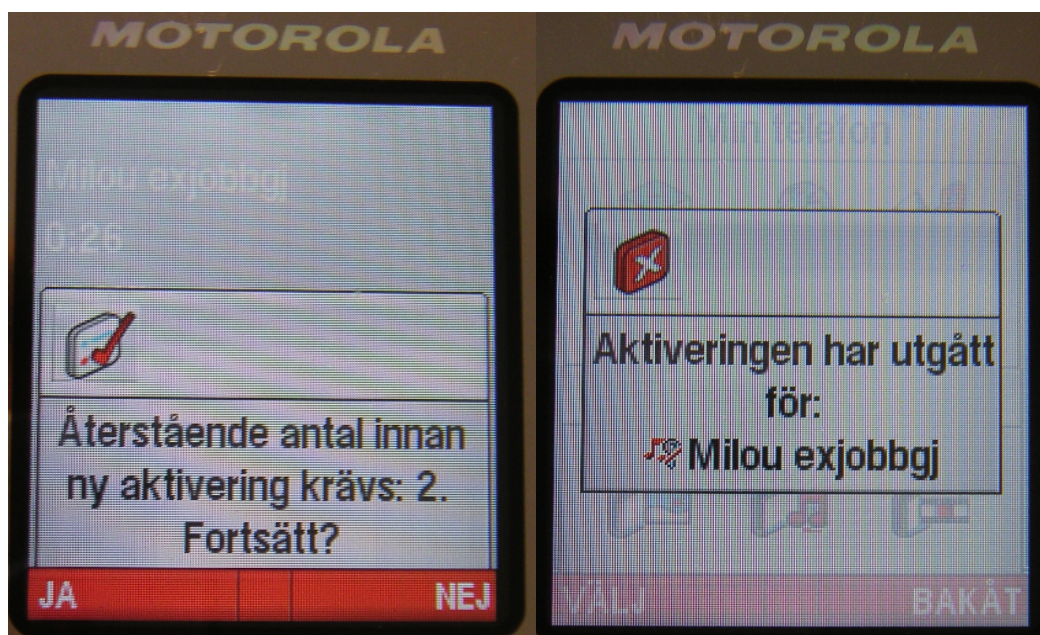 MOTOROLA
Milou exjobbgj
0:26
Återstående antal innan
ny aktivering krävs: 2.
Fortsätt?
JA
NEJ
MOTOROLA
Min telefon
Aktiveringen har utgått
för:
Milou exjobbgj
VÄLJ
BAKÅT